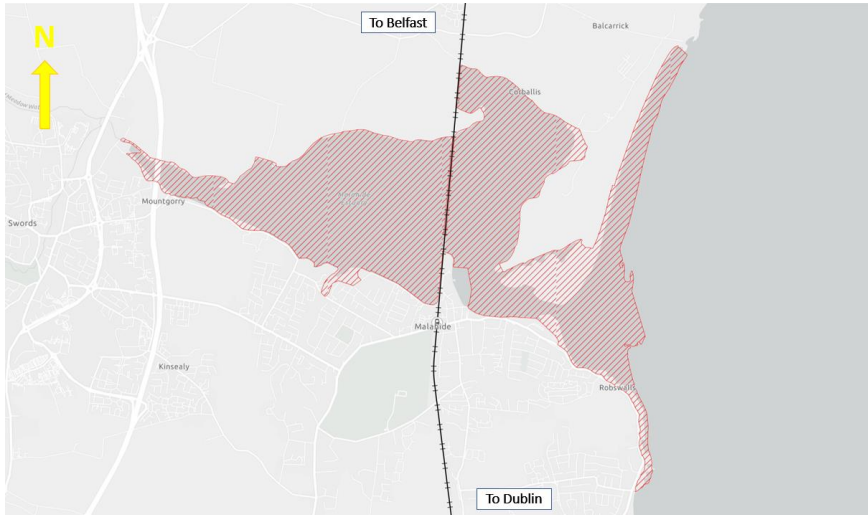 To Belfast
Balcarrick
N
Corballis
Mountgorry
Swords
Malahide
Kinsealy
Robswalls
To Dublin